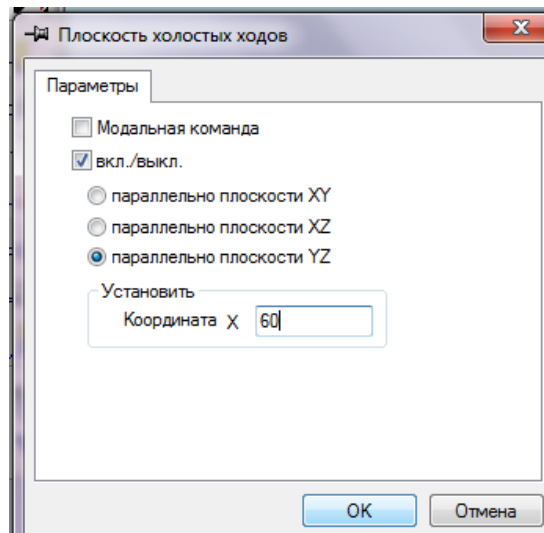 Плоскость холостых ходов
Параметры
Модальная команда
вкл./выкл.
параллельно плоскости XY
параллельно плоскости XZ
параллельно плоскости YZ
Установить
Координата X 60
OK Отмена